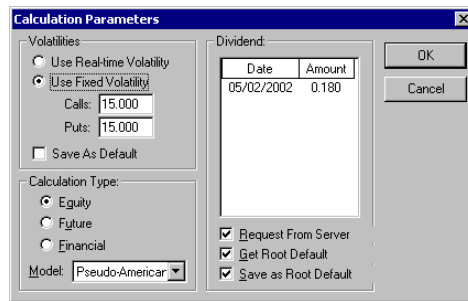 Calculation Parameters
Volatilities
Use Real-time Volatility
Use Fixed Volatility
Calls: 15.000
Puts: 15.000
Save As Default
Calculation Type:
Equity
Future
Financial
Model: Pseudo-American
Dividend:
Date Amount
05/02/2002 0.180
Request From Server
Get Root Default
Save as Root Default
OK
Cancel